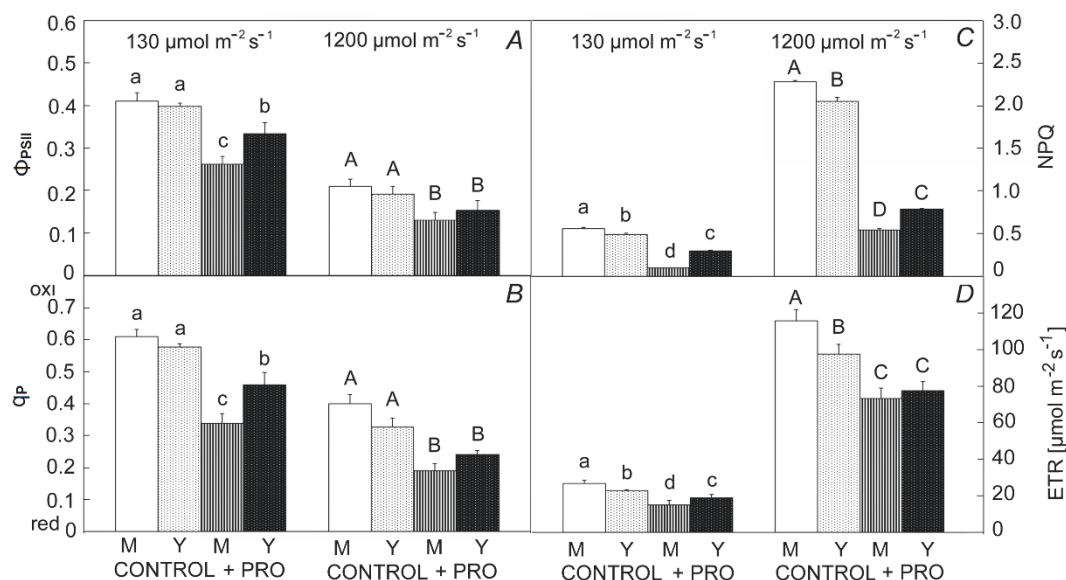 130 µmol m⁻² s⁻¹ 1200 µmol m⁻² s⁻¹ A
0.6
0.5
0.4
0.3
0.2
0.1
0
ΦPSII
a a c b
A A B B
130 µmol m⁻² s⁻¹ 1200 µmol m⁻² s⁻¹ C
3.0
2.5
2.0
1.5
1.0
0.5
0
NPQ
a b d c
A B D C
B
OXI
0.7
0.6
0.5
0.4
0.3
0.2
0.1
red 0
qP
a a c b
A A B B
M Y M Y M Y M Y
CONTROL + PRO CONTROL + PRO
D
120
100
80
60
40
20
0
ETR [µmol m⁻² s⁻¹]
a b d c
A B C C
M Y M Y M Y M Y
CONTROL + PRO CONTROL + PRO